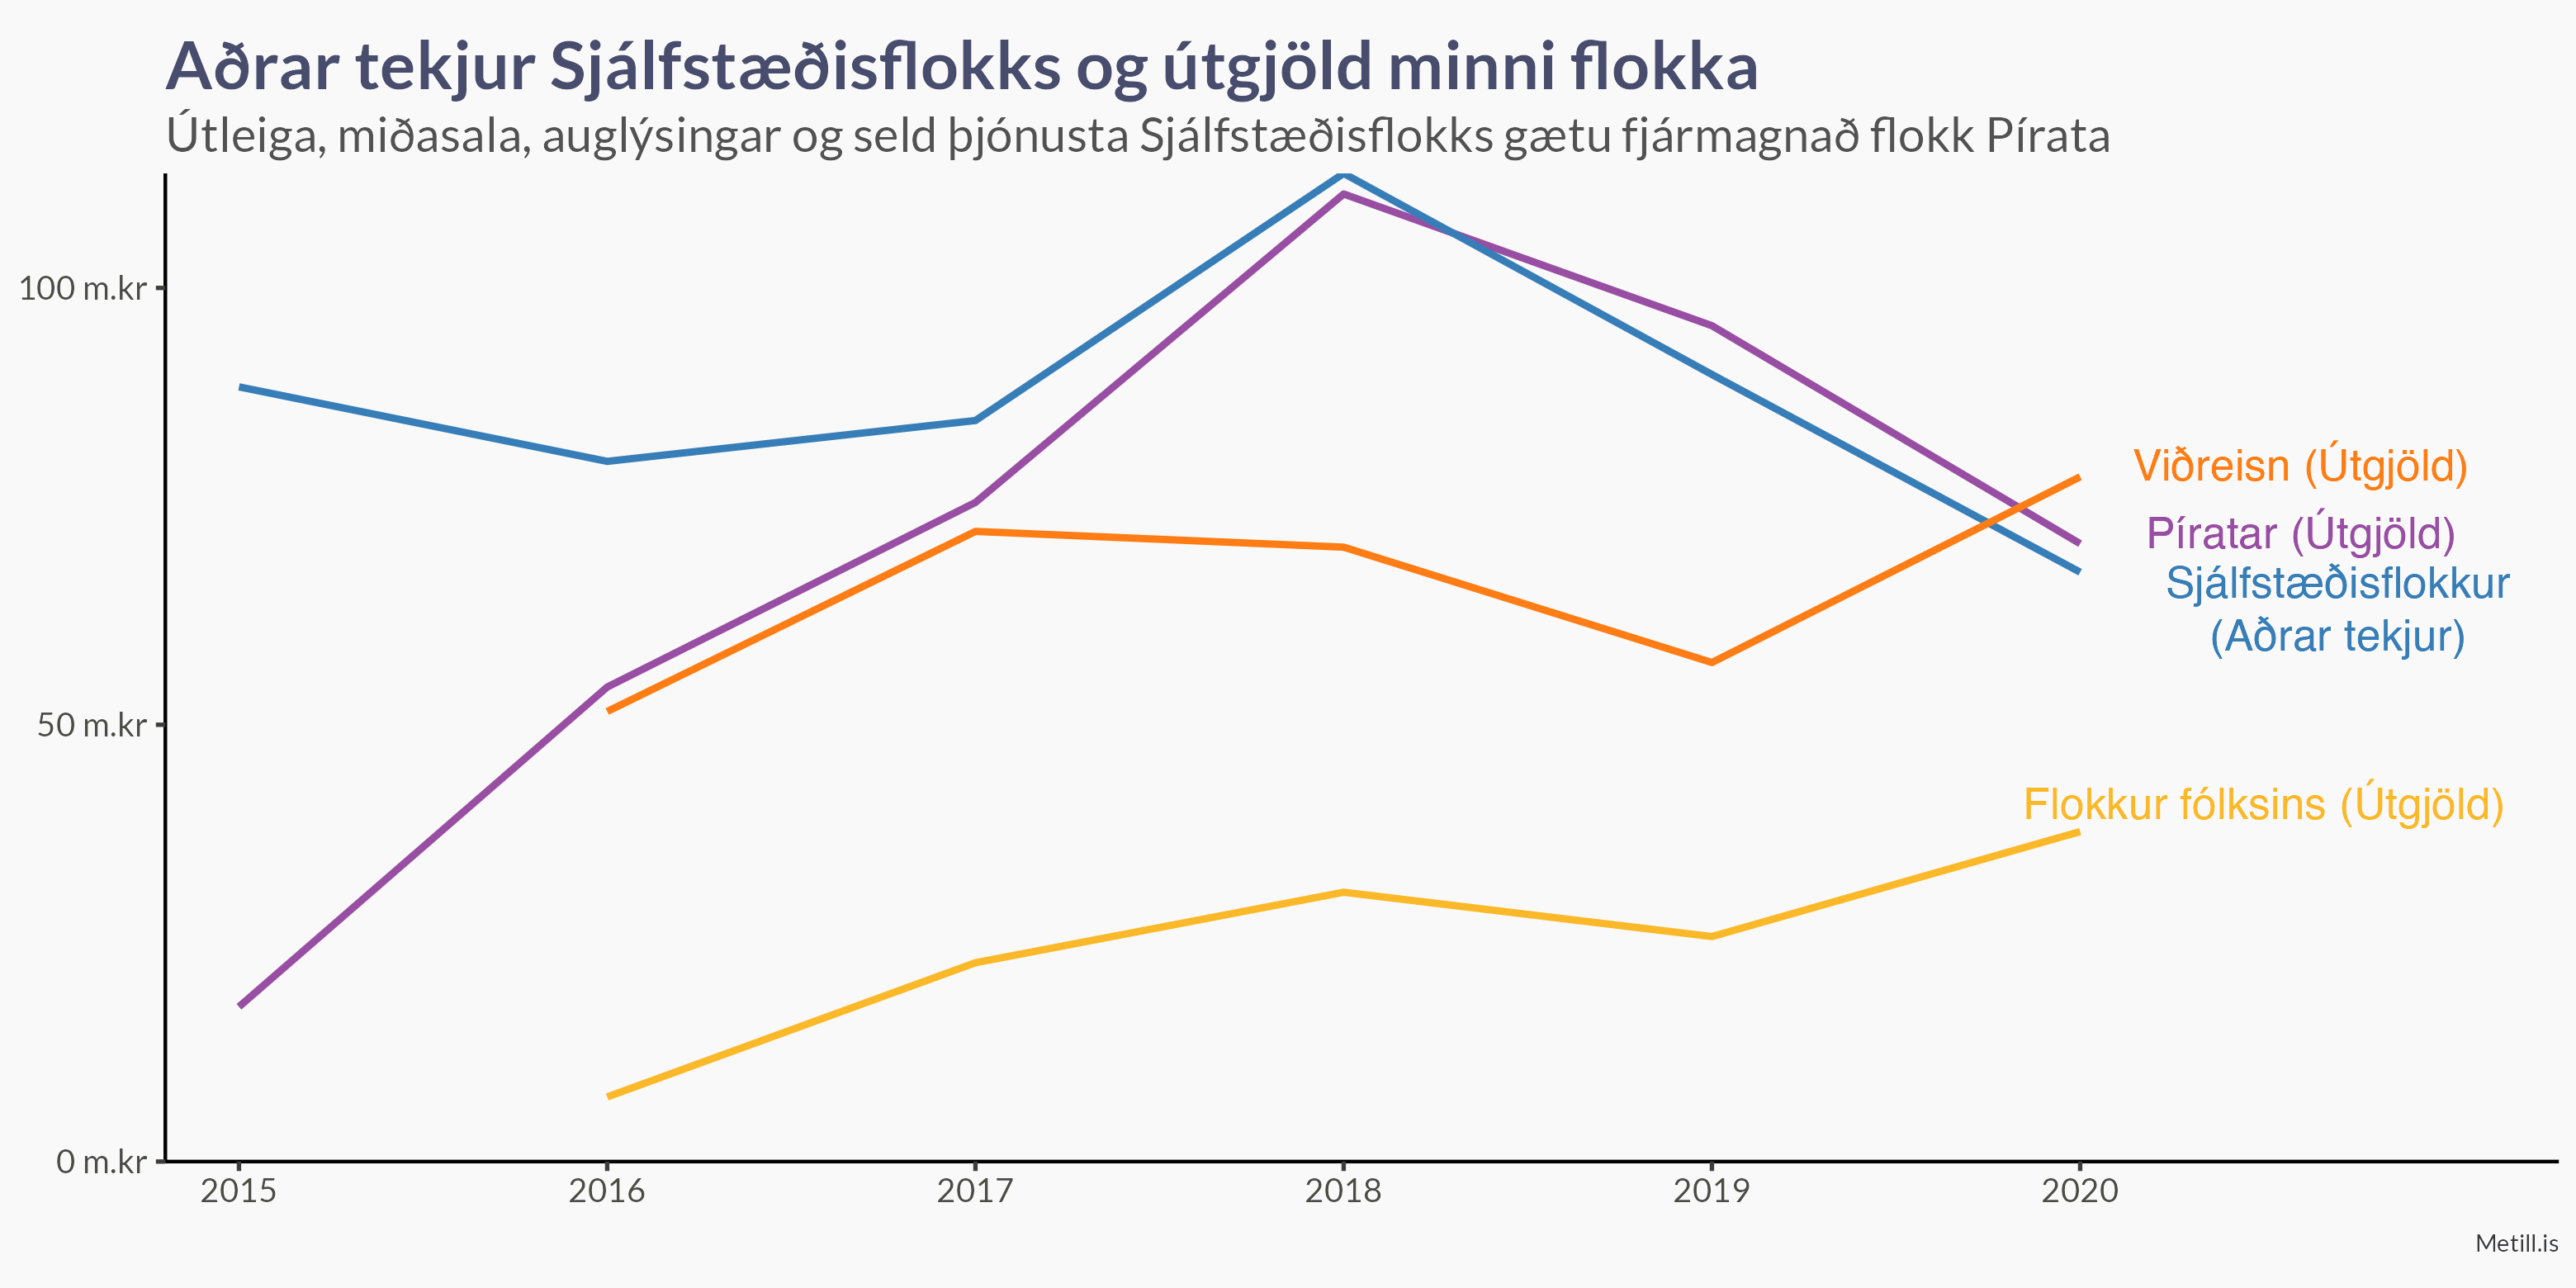 Aðrar tekjur Sjálfstæðisflokks og útgjöld minni flokka
Útleiga, miðasala, auglýsingar og seld þjónusta Sjálfstæðisflokks gætu fjármagnað flokk Pírata
100 m.kr
50 m.kr
0 m.kr
Viðreisn (Útgjöld)
Píratar (Útgjöld)
Sjálfstæðisflokkur
(Aðrar tekjur)
Flokkur fólksins (Útgjöld)
2015
2016
2017
2018
2019
2020
Metill.is